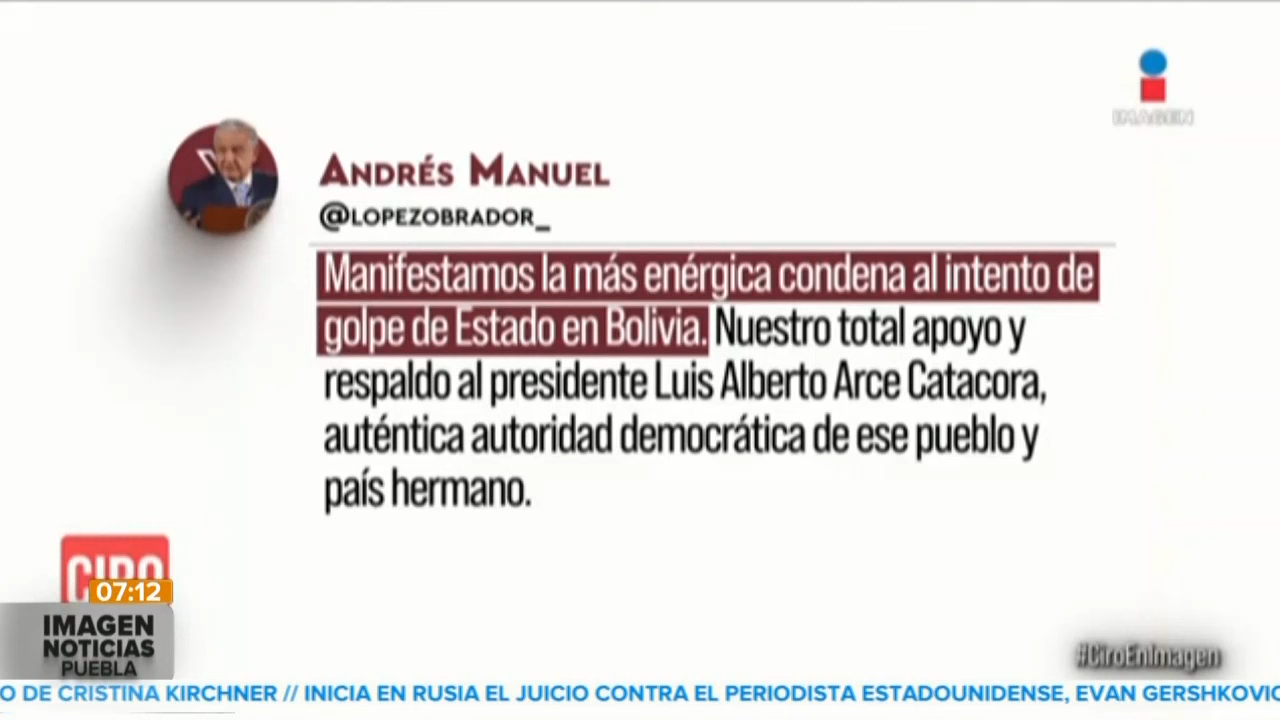 IMAGEN
ANDRÉS MANUEL
@LOPEZOBRADOR_
Manifestamos la más enérgica condena al intento de
golpe de Estado en Bolivia. Nuestro total apoyo y
respaldo al presidente Luis Alberto Arce Catacora,
auténtica autoridad democrática de ese pueblo y
país hermano.
CIRO
07:12
IMAGEN
NOTICIAS
PUEBLA
#CiroEnImagen
O DE CRISTINA KIRCHNER // INICIA EN RUSIA EL JUICIO CONTRA EL PERIODISTA ESTADOUNIDENSE, EVAN GERSHKOVIC